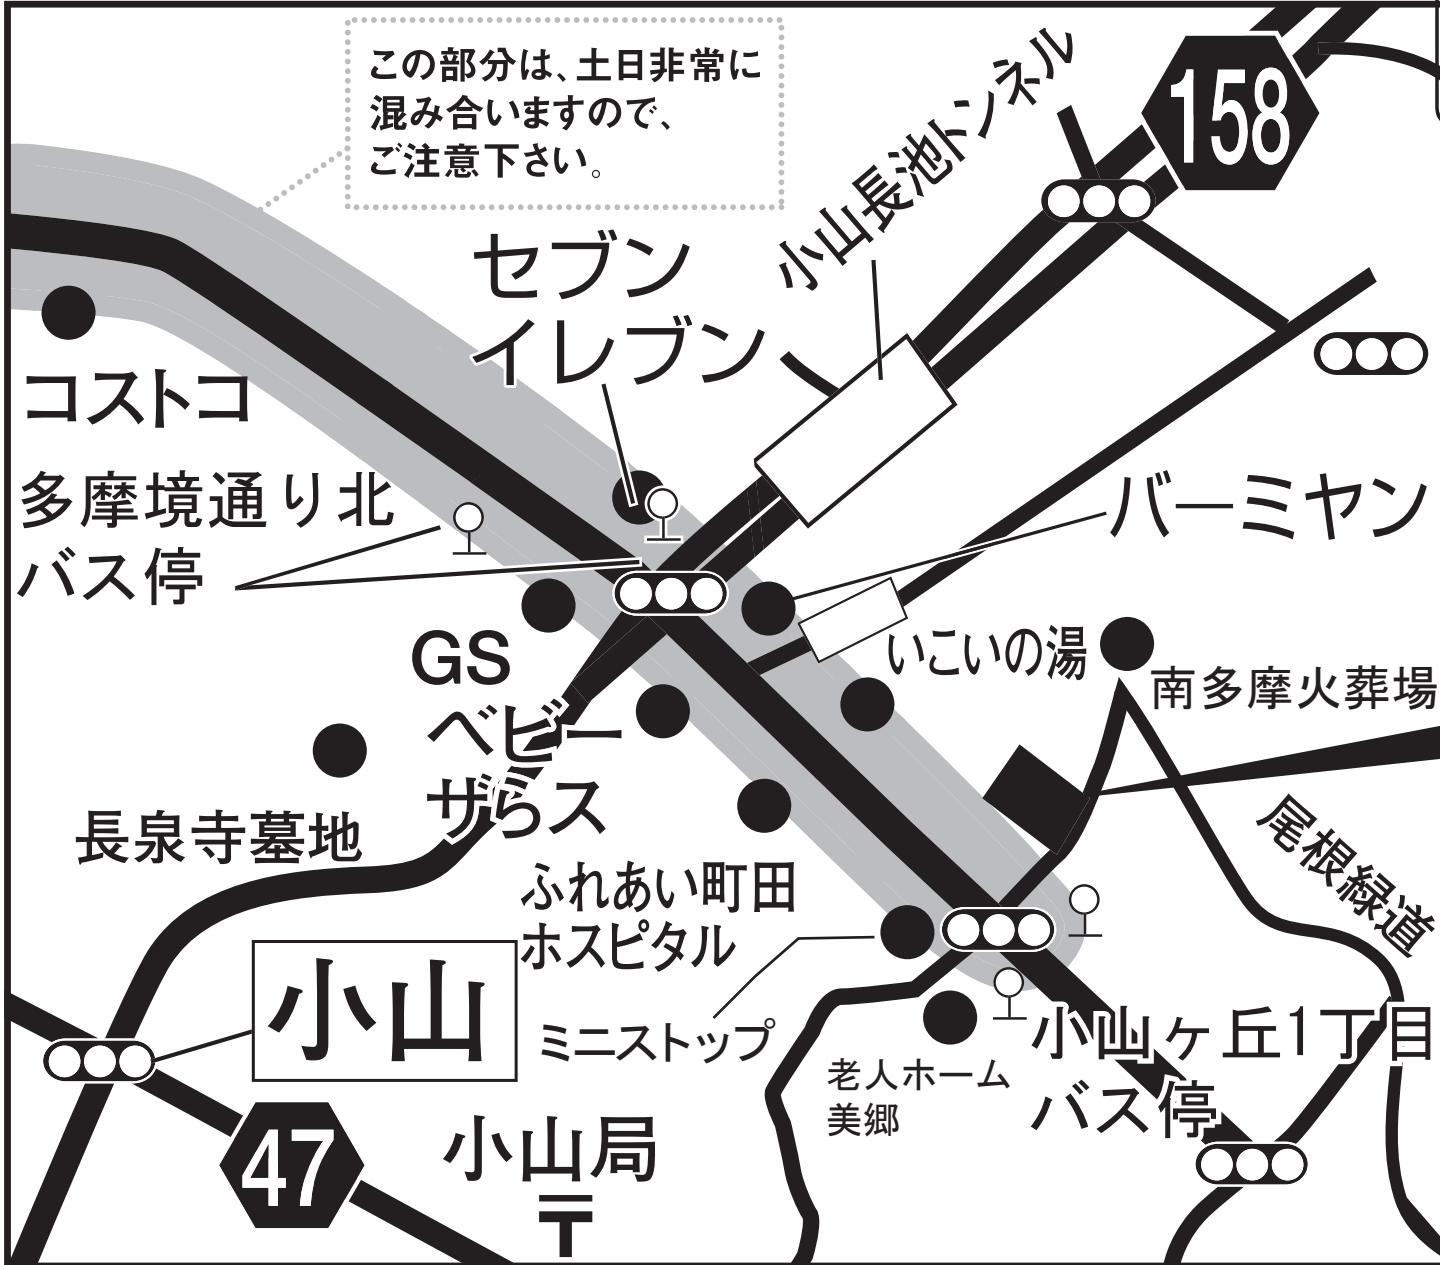 この部分は、土日非常に
混み合いますので、
ご注意下さい。
158
小山長池トンネル
セブン
イレブン
コストコ
多摩境通り北
バス停
バーミヤン
GS
いこいの湯
南多摩火葬場
ベビー
ザらス
長泉寺墓地
尾根緑道
ふれあい町田
ホスピタル
小山
ミニストップ
小山ヶ丘1丁目
バス停
老人ホーム
美郷
47
小山局
〒